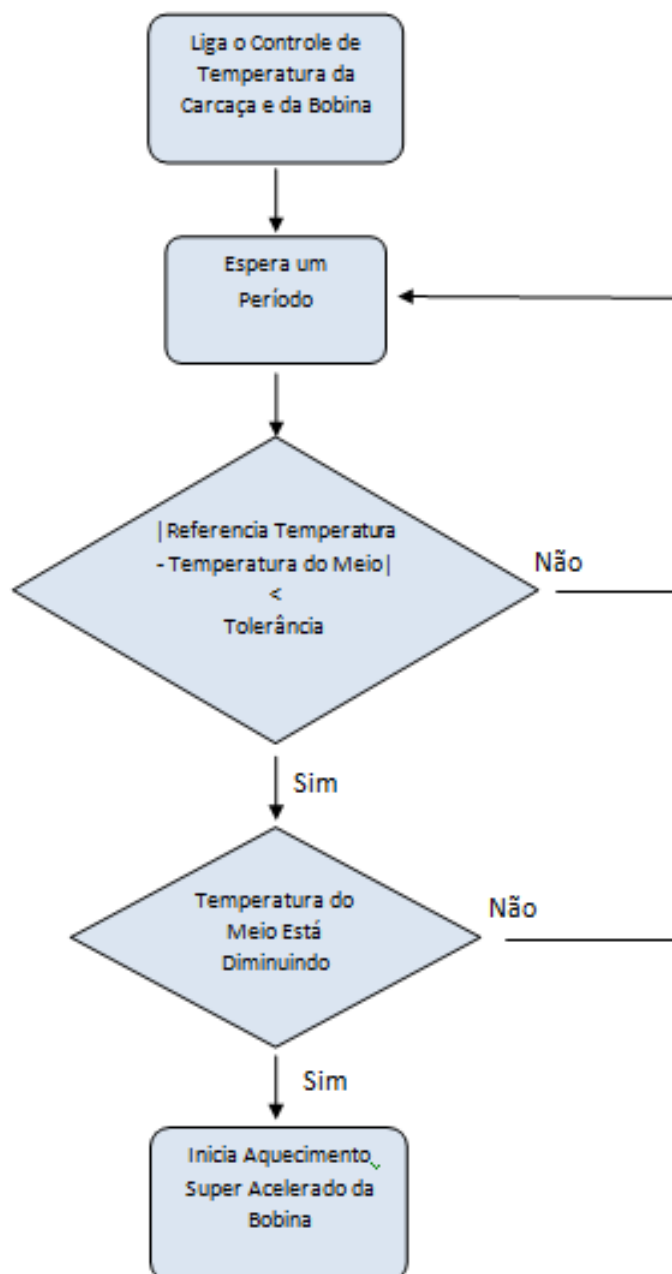 Liga o Controle de
Temperatura da
Carcaça e da Bobina
Espera um
Período
|Referencia Temperatura
- Temperatura do Meio|
<
Tolerância
Não
Sim
Temperatura do
Meio Está
Diminuindo
Não
Sim
Inicia Aquecimento
Super Acelerado da
Bobina